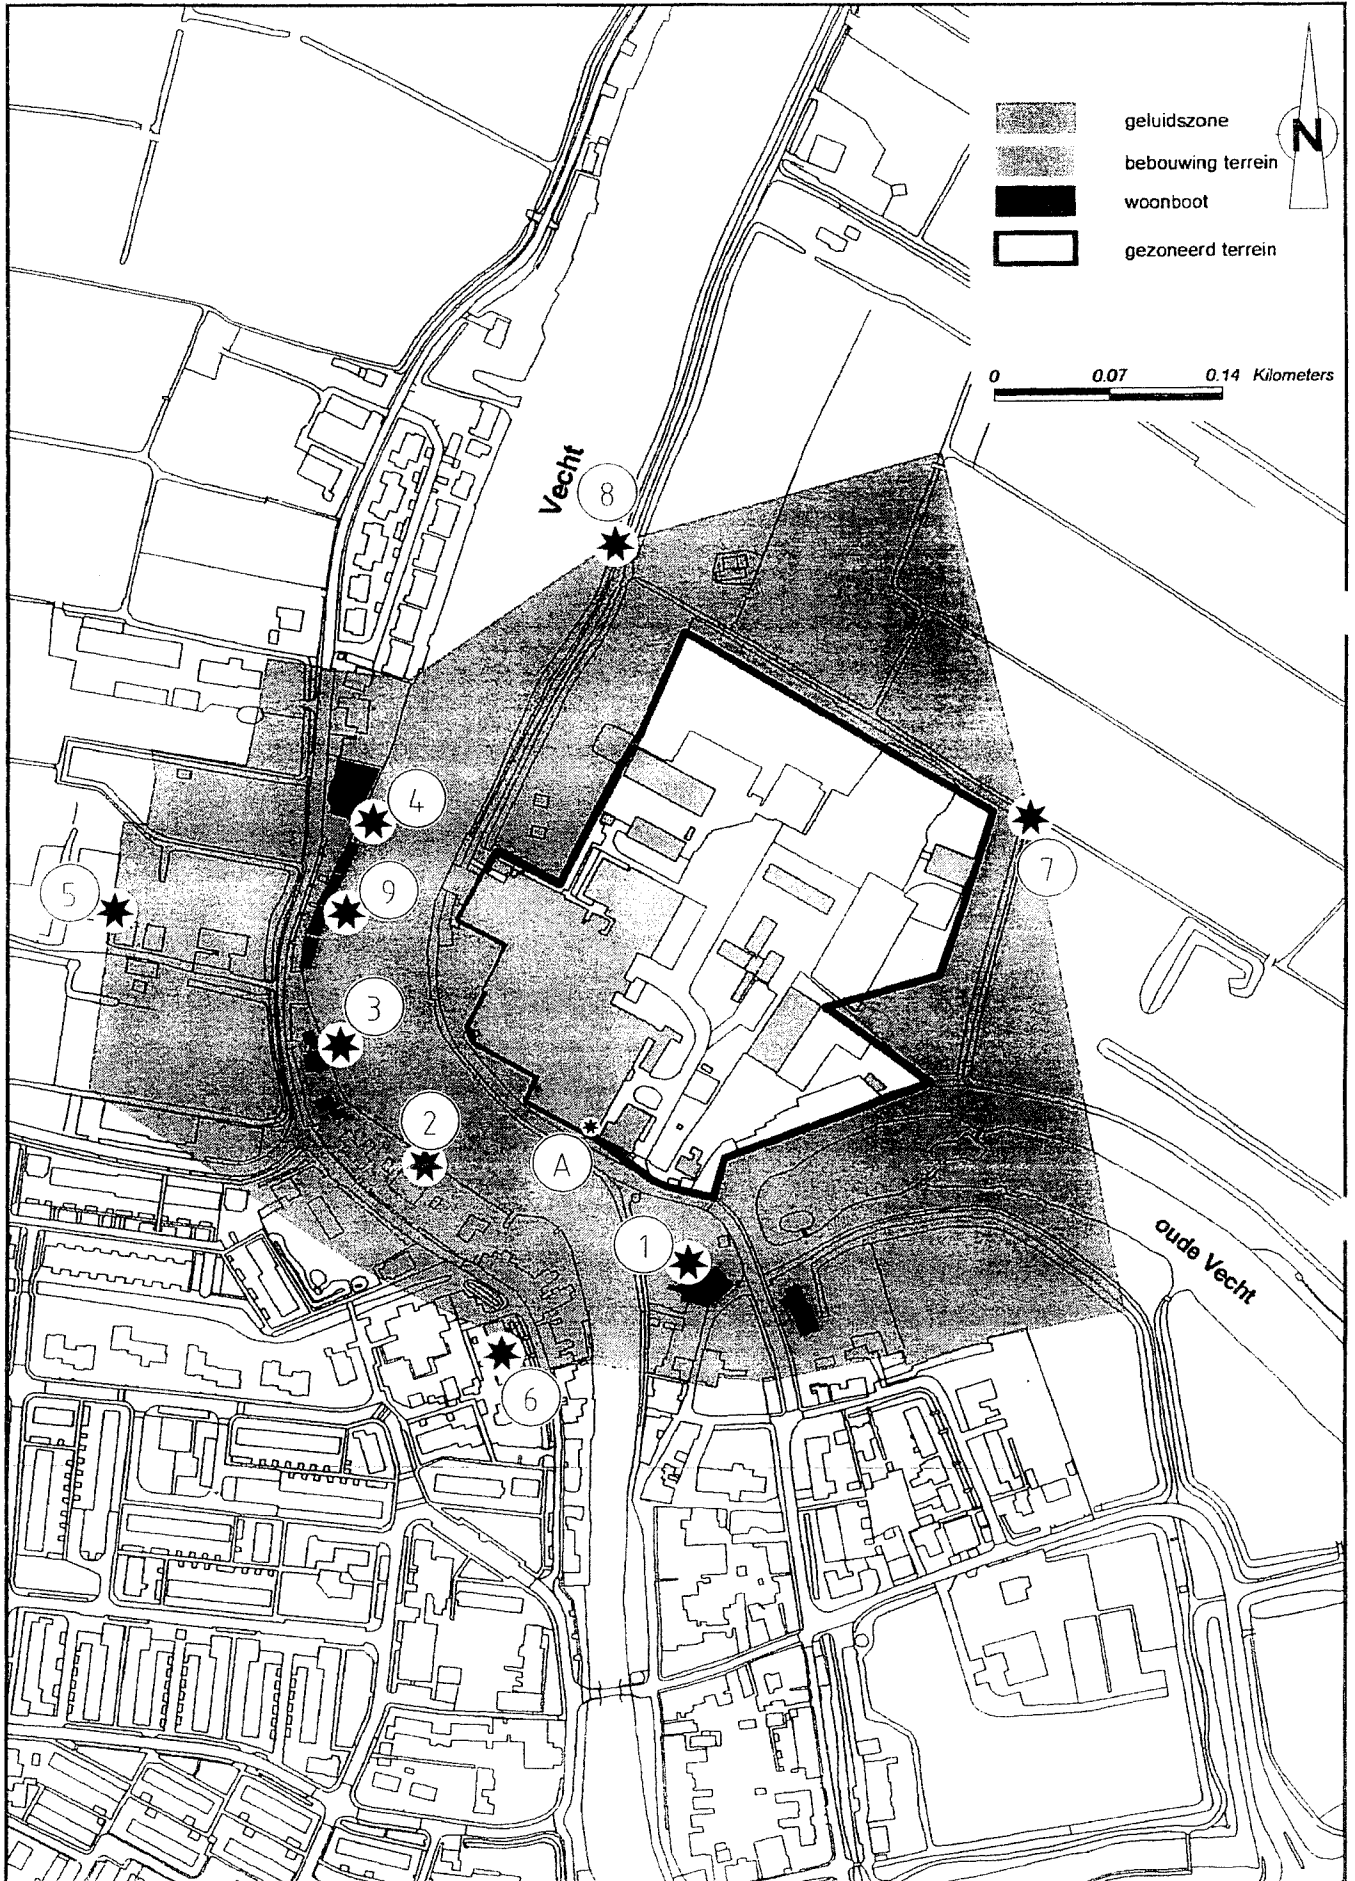 geluidszone
bebouwing terrein
woonboot
gezoneerd terrein
N
0 0.07 0.14 Kilometers
Vecht
8
4
7
5
9
3
2
A
1
oude Vecht
6